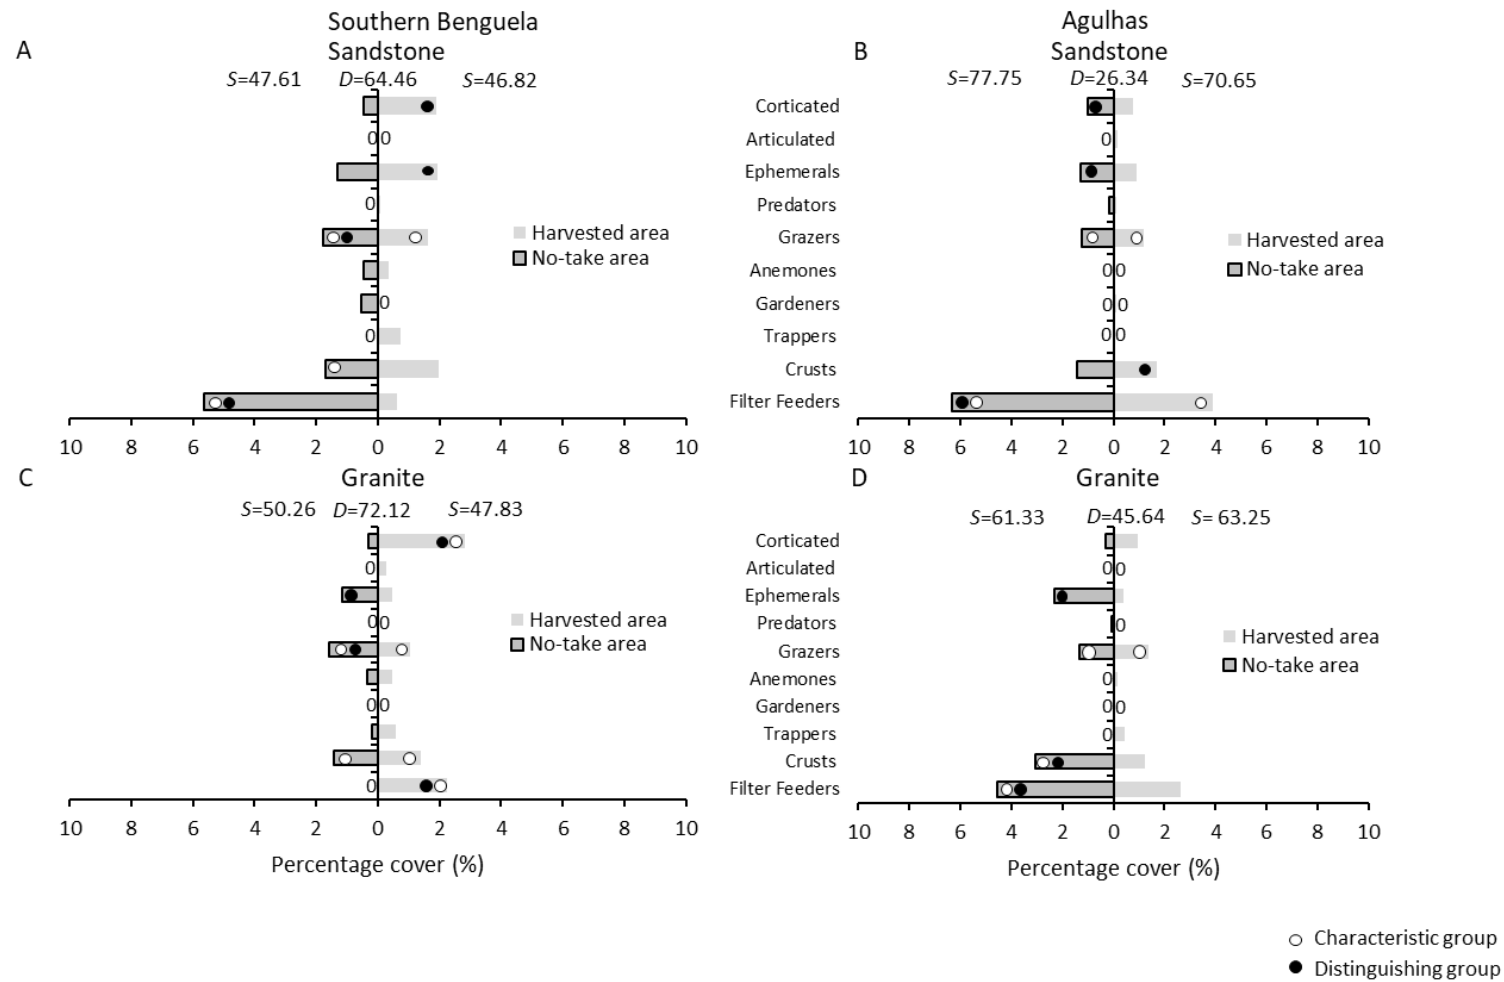 Southern Benguela
Sandstone
A
S=47.61 D=64.46 S=46.82
0 0
0
0
0
Harvested area
No-take area
10 8 6 4 2 0 2 4 6 8 10
Agulhas
Sandstone
B
S=77.75 D=26.34 S=70.65
Corticated
Articulated 0
Ephemerals
Predators
Grazers
Anemones 0 0
Gardeners 0 0
Trappers 0 0
Crusts
Filter Feeders
Harvested area
No-take area
10 8 6 4 2 0 2 4 6 8 10
C
Granite
S=50.26 D=72.12 S=47.83
0
0 0
0 0
0
Harvested area
No-take area
10 8 6 4 2 0 2 4 6 8 10
Percentage cover (%)
D
Granite
S=61.33 D=45.64 S= 63.25
Corticated
Articulated 0 0
Ephemerals
Predators 0
Grazers
Anemones 0
Gardeners 0 0
Trappers 0
Crusts
Filter Feeders
Harvested area
No-take area
10 8 6 4 2 0 2 4 6 8 10
Percentage cover (%)
Characteristic group
Distinguishing group